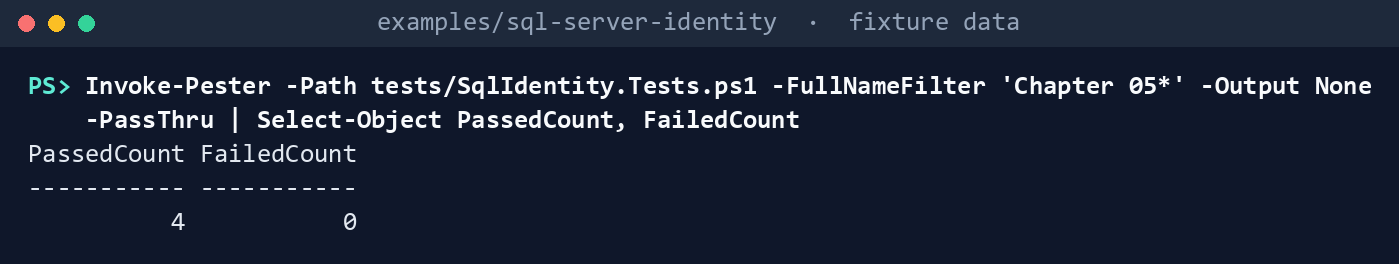 examples/sql-server-identity · fixture data
PS> Invoke-Pester -Path tests/SqlIdentity.Tests.ps1 -FullNameFilter 'Chapter 05*' -Output None
-PassThru | Select-Object PassedCount, FailedCount
PassedCount FailedCount
----------- -----------
4 0